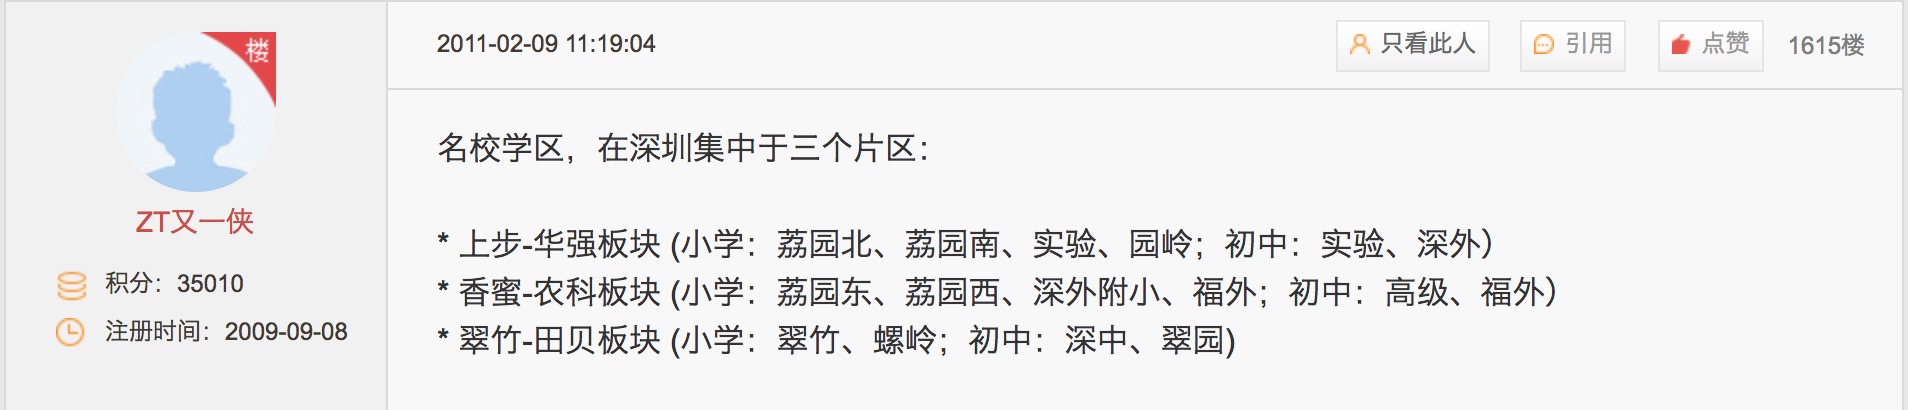 楼
ZT又一侠
积分：35010
注册时间：2009-09-08
2011-02-09 11:19:04
只看此人
引用
点赞
1615楼
名校学区，在深圳集中于三个片区：
* 上步-华强板块 (小学：荔园北、荔园南、实验、园岭；初中：实验、深外）
* 香蜜-农科板块 (小学：荔园东、荔园西、深外附小、福外；初中：高级、福外）
* 翠竹-田贝板块 (小学：翠竹、螺岭；初中：深中、翠园)